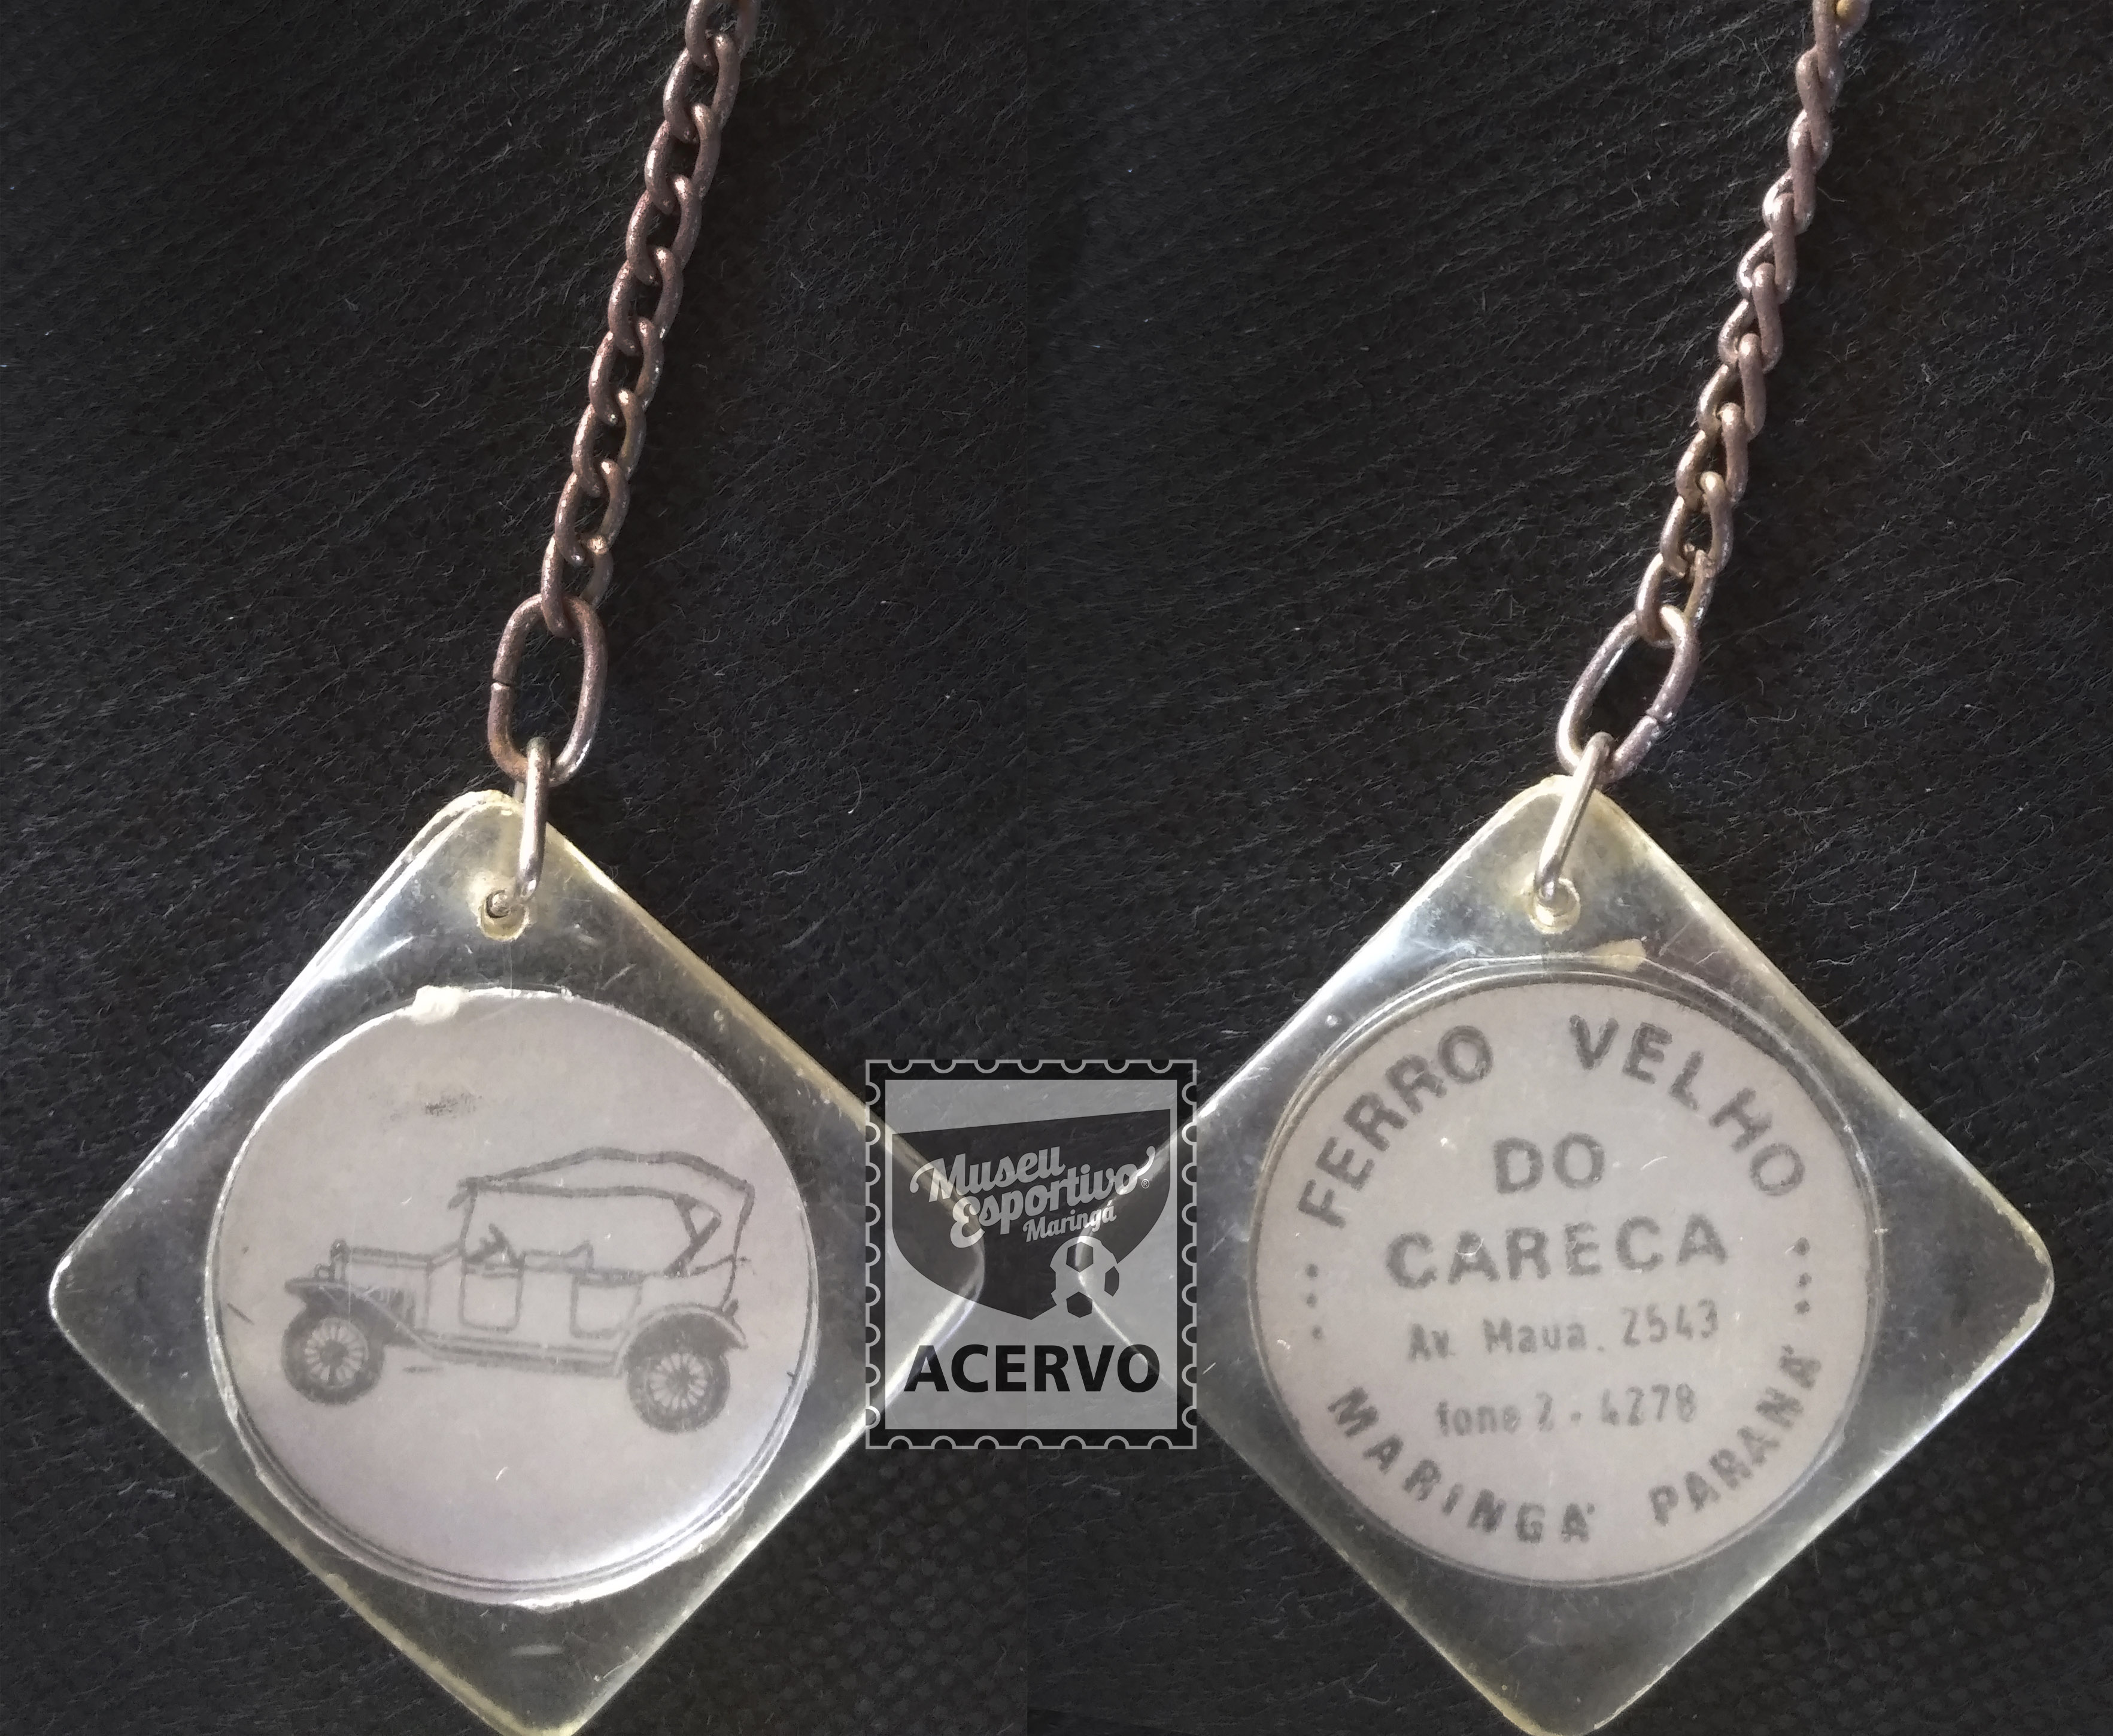 FERRO VELHO
DO
CARECA
Av. Maua, 2543
fone 2-4278
MARINGÁ PARANÁ
Museu
Esportivo®
Maringá
ACERVO